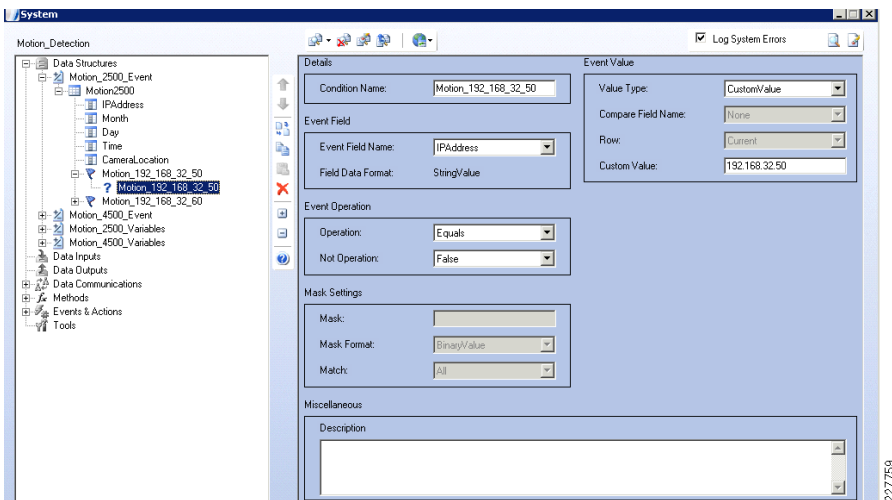 System
Motion_Detection
Log System Errors
Data Structures
Motion_2500_Event
Motion2500
IPAddress
Month
Day
Time
CameraLocation
Motion_192_168_32_50
? Motion_192_168_32_50
Motion_192_168_32_60
Motion_4500_Event
Motion_2500_Variables
Motion_4500_Variables
Data Inputs
Data Outputs
Data Communications
Methods
Events & Actions
Tools
Details
Condition Name: Motion_192_168_32_50
Event Field
Event Field Name: IPAddress
Field Data Format: StringValue
Event Operation
Operation: Equals
Not Operation: False
Mask Settings
Mask:
Mask Format: BinaryValue
Match: All
Miscellaneous
Description
Event Value
Value Type: CustomValue
Compare Field Name: None
Row: Current
Custom Value: 192.168.32.50
227759